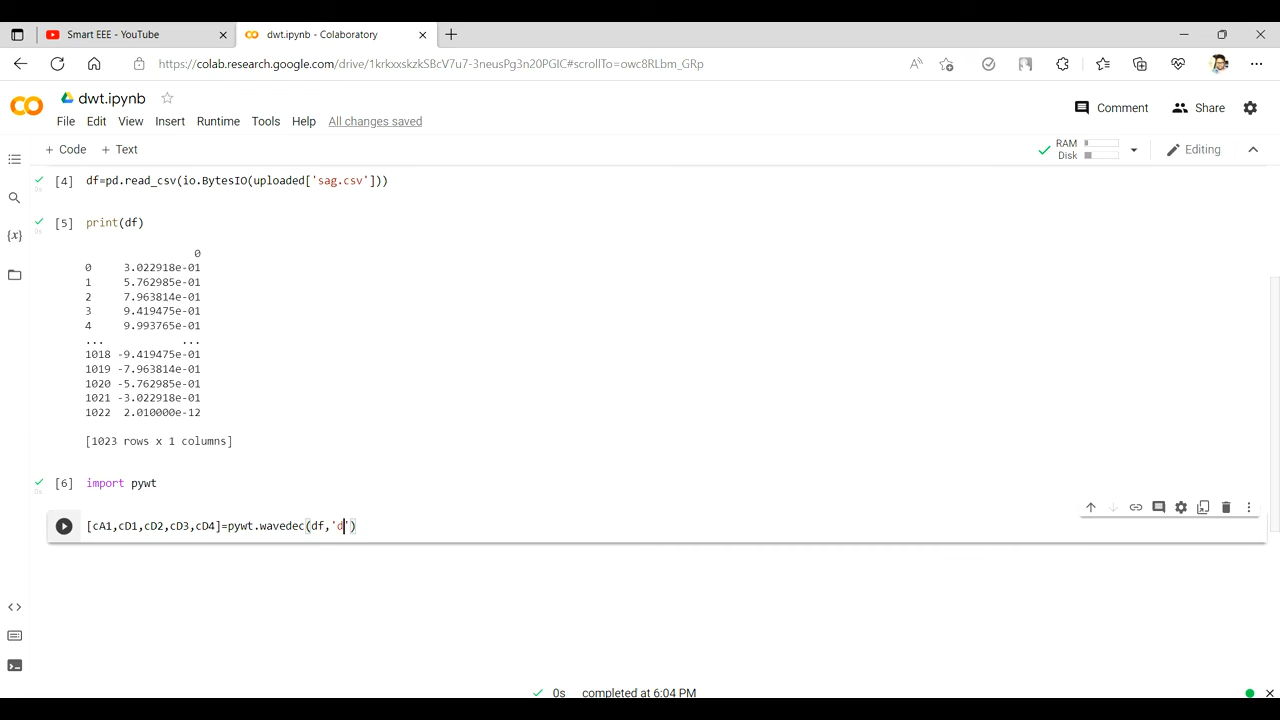 Smart EEE - YouTube
dwt.ipynb - Colaboratory
https://colab.research.google.com/drive/1krkxxskzkSBcV7u7-3neusPg3n20PGIC#scrollTo=owc8RLbm_GRp
CO dwt.ipynb
File Edit View Insert Runtime Tools Help All changes saved
Comment Share
+ Code + Text
RAM
Disk
Editing
[4] df=pd.read_csv(io.BytesIO(uploaded['sag.csv']))
0s
[5] print(df)
0s
0
0 3.022918e-01
1 5.762985e-01
2 7.963814e-01
3 9.419475e-01
4 9.993765e-01
... ...
1018 -9.419475e-01
1019 -7.963814e-01
1020 -5.762985e-01
1021 -3.022918e-01
1022 2.010000e-12
[1023 rows x 1 columns]
[6] import pywt
0s
[cA1,cD1,cD2,cD3,cD4]=pywt.wavedec(df,'d')
0s completed at 6:04 PM